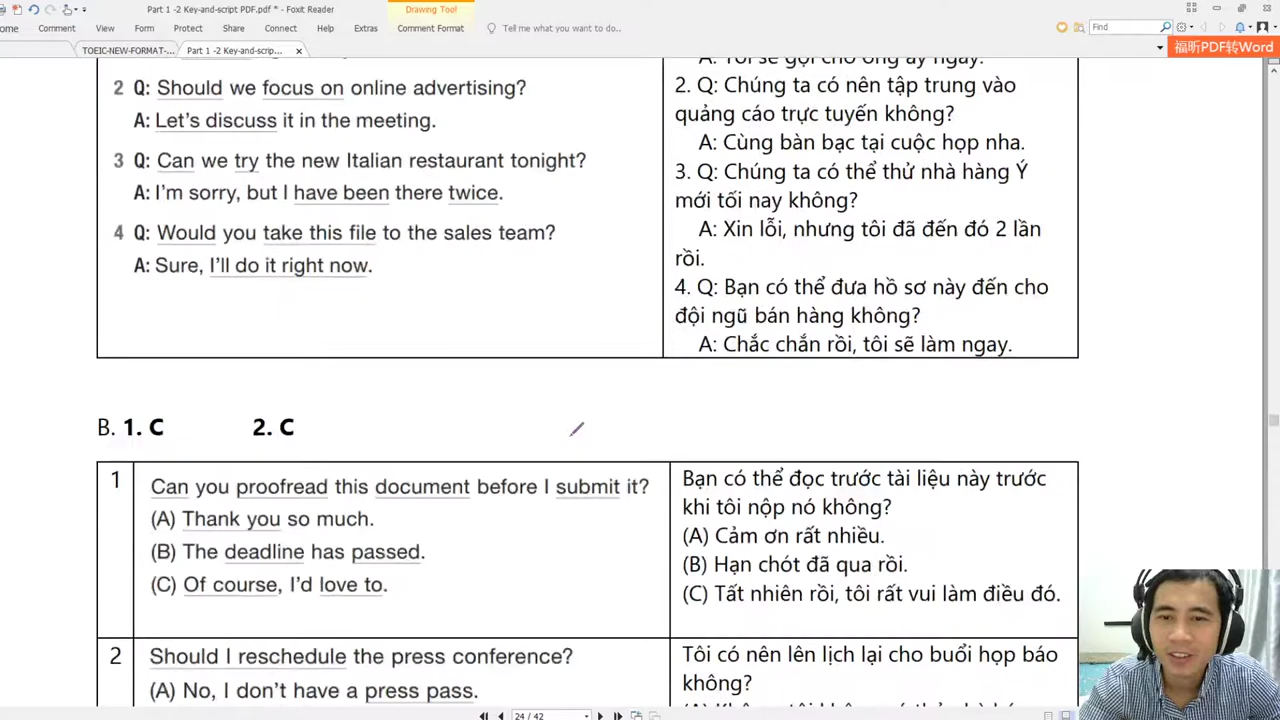 Part 1 -2 Key-and-script PDF.pdf * - Foxit Reader
Drawing Tool
ome Comment View Form Protect Share Connect Help Extras Comment Format Tell me what you want to do.. Find
TOEIC-NEW-FORMAT-... Part 1 -2 Key-and-scrip...
福昕PDF转Word
A: Tôi sẽ gọi cho ông ấy ngay.
2 Q: Should we focus on online advertising?
A: Let's discuss it in the meeting.
3 Q: Can we try the new Italian restaurant tonight?
A: I'm sorry, but I have been there twice.
4 Q: Would you take this file to the sales team?
A: Sure, I'll do it right now.
2. Q: Chúng ta có nên tập trung vào
quảng cáo trực tuyến không?
A: Cùng bàn bạc tại cuộc họp nha.
3. Q: Chúng ta có thể thử nhà hàng Ý
mới tối nay không?
A: Xin lỗi, nhưng tôi đã đến đó 2 lần
rồi.
4. Q: Bạn có thể đưa hồ sơ này đến cho
đội ngũ bán hàng không?
A: Chắc chắn rồi, tôi sẽ làm ngay.
B. 1. C 2. C
1
Can you proofread this document before I submit it?
(A) Thank you so much.
(B) The deadline has passed.
(C) Of course, I'd love to.
Bạn có thể đọc trước tài liệu này trước
khi tôi nộp nó không?
(A) Cảm ơn rất nhiều.
(B) Hạn chót đã qua rồi.
(C) Tất nhiên rồi, tôi rất vui làm điều đó.
2
Should I reschedule the press conference?
(A) No, I don't have a press pass.
Tôi có nên lên lịch lại cho buổi họp báo
không?
24 / 42